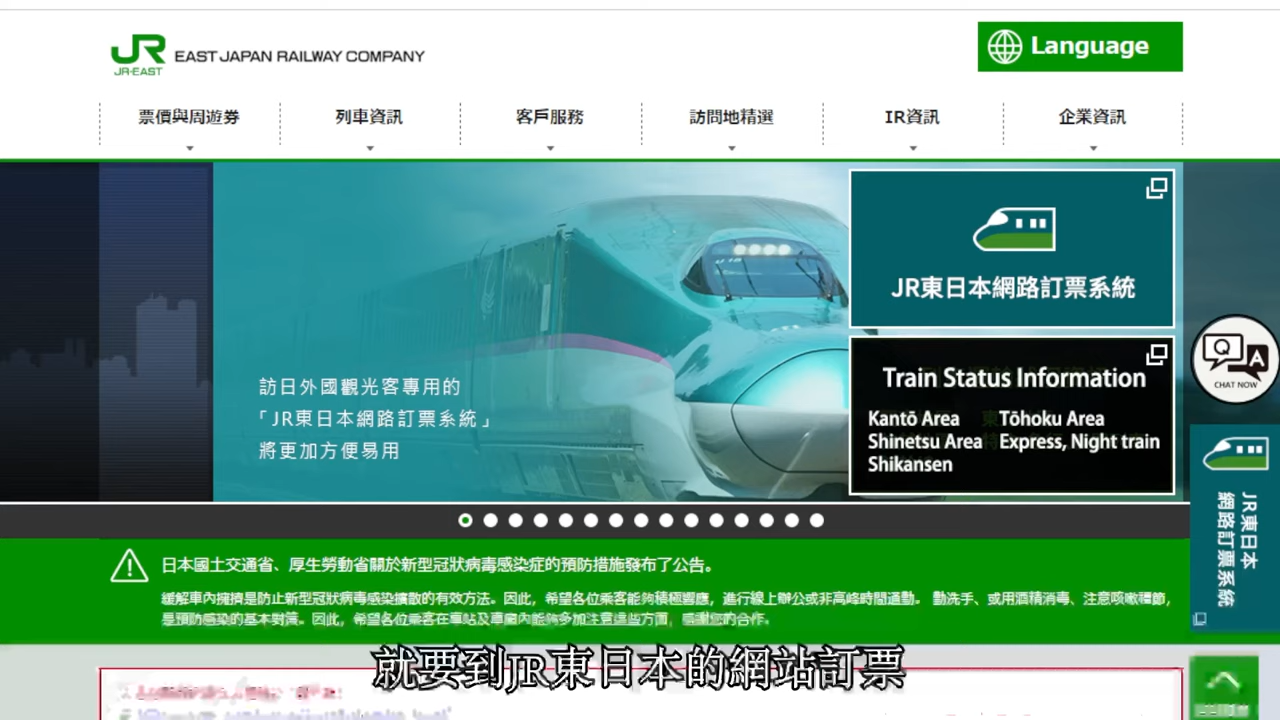 JR
JR-EAST
EAST JAPAN RAILWAY COMPANY
Language
票價與周遊券
列車資訊
客戶服務
訪問地精選
IR資訊
企業資訊
JR東日本網路訂票系統
訪日外國觀光客專用的
「JR東日本網路訂票系統」
將更加方便易用
Train Status Information
Kantō Area
Tōhoku Area
Shinetsu Area
Express, Night train
Shikansen
Q
A
CHAT NOW
JR東日本
網路訂票系統
日本國土交通省、厚生勞動省關於新型冠狀病毒感染症的預防措施發布了公告。
緩解車內擁擠是防止新型冠狀病毒感染擴散的有效方法。因此，希望各位乘客能夠積極響應，進行線上辦公或非高峰時間通勤。 勤洗手、或用酒精消毒、注意咳嗽禮節，
是預防感染的基本對策。因此，希望各位乘客在車站及車廂內能夠多加注意這些方面，感謝您的合作。
就要到JR東日本的網站訂票